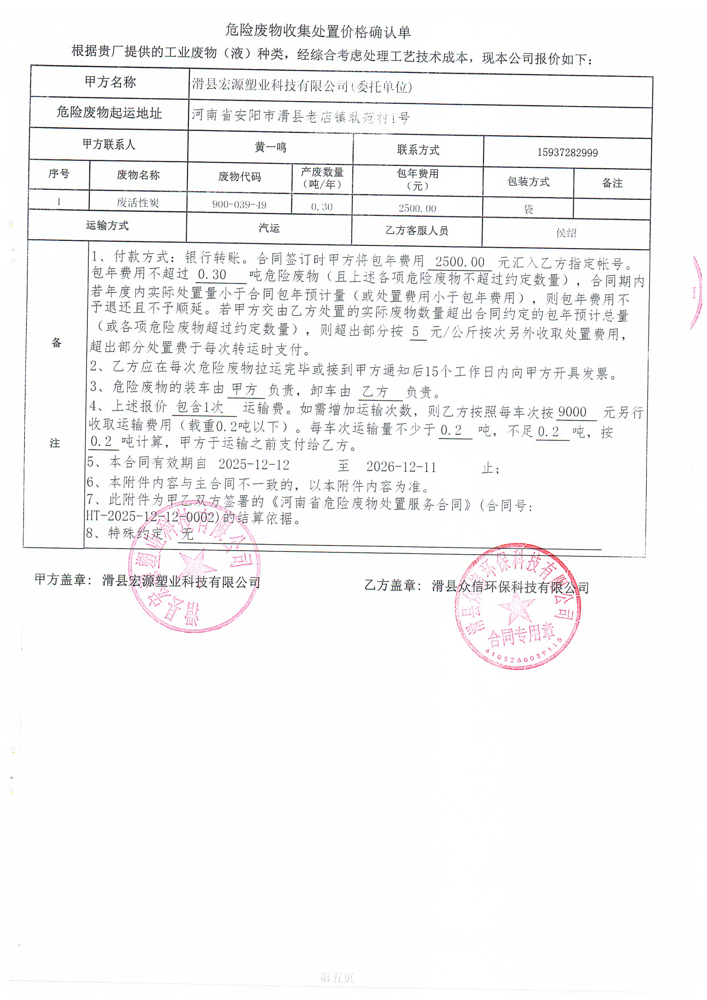 危险废物收集处置价格确认单
根据贵厂提供的工业废物（液）种类，经综合考虑处理工艺技术成本，现本公司报价如下：
甲方名称 滑县宏源塑业科技有限公司(委托单位)
危险废物起运地址 河南省安阳市滑县老店镇耿范村1号
甲方联系人 黄一鸣 联系方式 15937282999
序号 废物名称 废物代码 产废数量（吨/年） 包年费用（元） 包装方式 备注
1 废活性炭 900-039-49 0.30 2500.00 袋
运输方式 汽运 乙方客服人员 侯绍
备注
1、付款方式：银行转账。合同签订时甲方将包年费用 2500.00 元汇入乙方指定帐号。
包年费用不超过 0.30 吨危险废物（且上述各项危险废物不超过约定数量），合同期内
若年度内实际处置量小于合同包年预计量（或处置费用小于包年费用），则包年费用不
予退还且不予顺延。若甲方交由乙方处置的实际废物数量超出合同约定的包年预计总量
（或各项危险废物超过约定数量），则超出部分按 5 元/公斤按次另外收取处置费用，
超出部分处置费于每次转运时支付。
2、乙方应在每次危险废物拉运完毕或接到甲方通知后15个工作日内向甲方开具发票。
3、危险废物的装车由 甲方 负责，卸车由 乙方 负责。
4、上述报价 包含1次 运输费。如需增加运输次数，则乙方按照每车次按 9000 元另行
收取运输费用（载重0.2吨以下）。每车次运输量不少于 0.2 吨，不足 0.2 吨，按
0.2 吨计算，甲方于运输之前支付给乙方。
5、本合同有效期自 2025-12-12 至 2026-12-11 止；
6、本附件内容与主合同不一致的，以本附件内容为准。
7、此附件为甲乙双方签署的《河南省危险废物处置服务合同》(合同号:
HT-2025-12-12-0002)的结算依据。
8、特殊约定 无
甲方盖章：滑县宏源塑业科技有限公司
乙方盖章：滑县众信环保科技有限公司
滑县宏源塑业科技有限公司
滑县众信环保科技有限公司
合同专用章
4105260039115
第五页